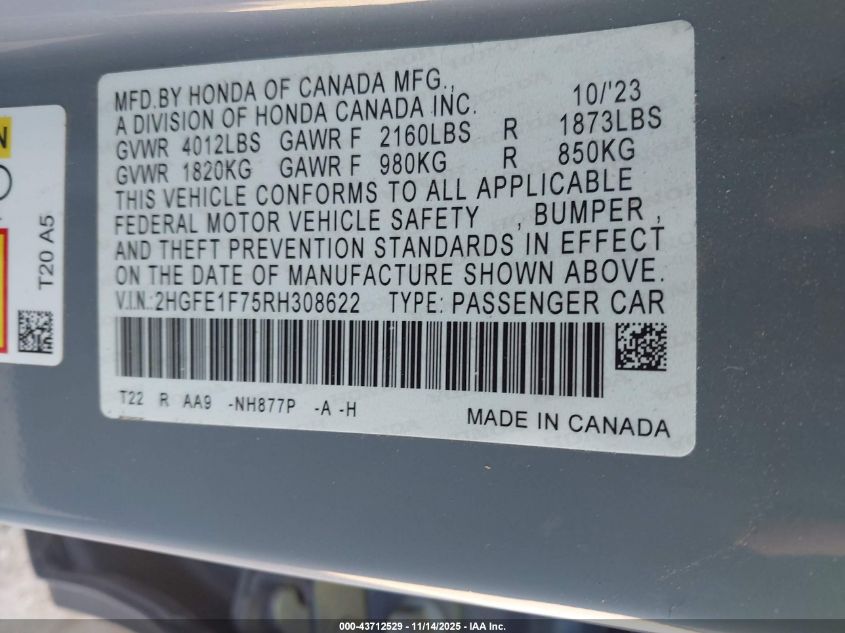 MFD.BY HONDA OF CANADA MFG., 10/'23
A DIVISION OF HONDA CANADA INC.
GVWR 4012LBS GAWR F 2160LBS R 1873LBS
GVWR 1820KG GAWR F 980KG R 850KG
THIS VEHICLE CONFORMS TO ALL APPLICABLE
FEDERAL MOTOR VEHICLE SAFETY , BUMPER ,
AND THEFT PREVENTION STANDARDS IN EFFECT
ON THE DATE OF MANUFACTURE SHOWN ABOVE.
V.I.N.:2HGFE1F75RH308622 TYPE: PASSENGER CAR
T22 R AA9 -NH877P -A -H
MADE IN CANADA
T20 A5
000-43712529 - 11/14/2025 - IAA Inc.